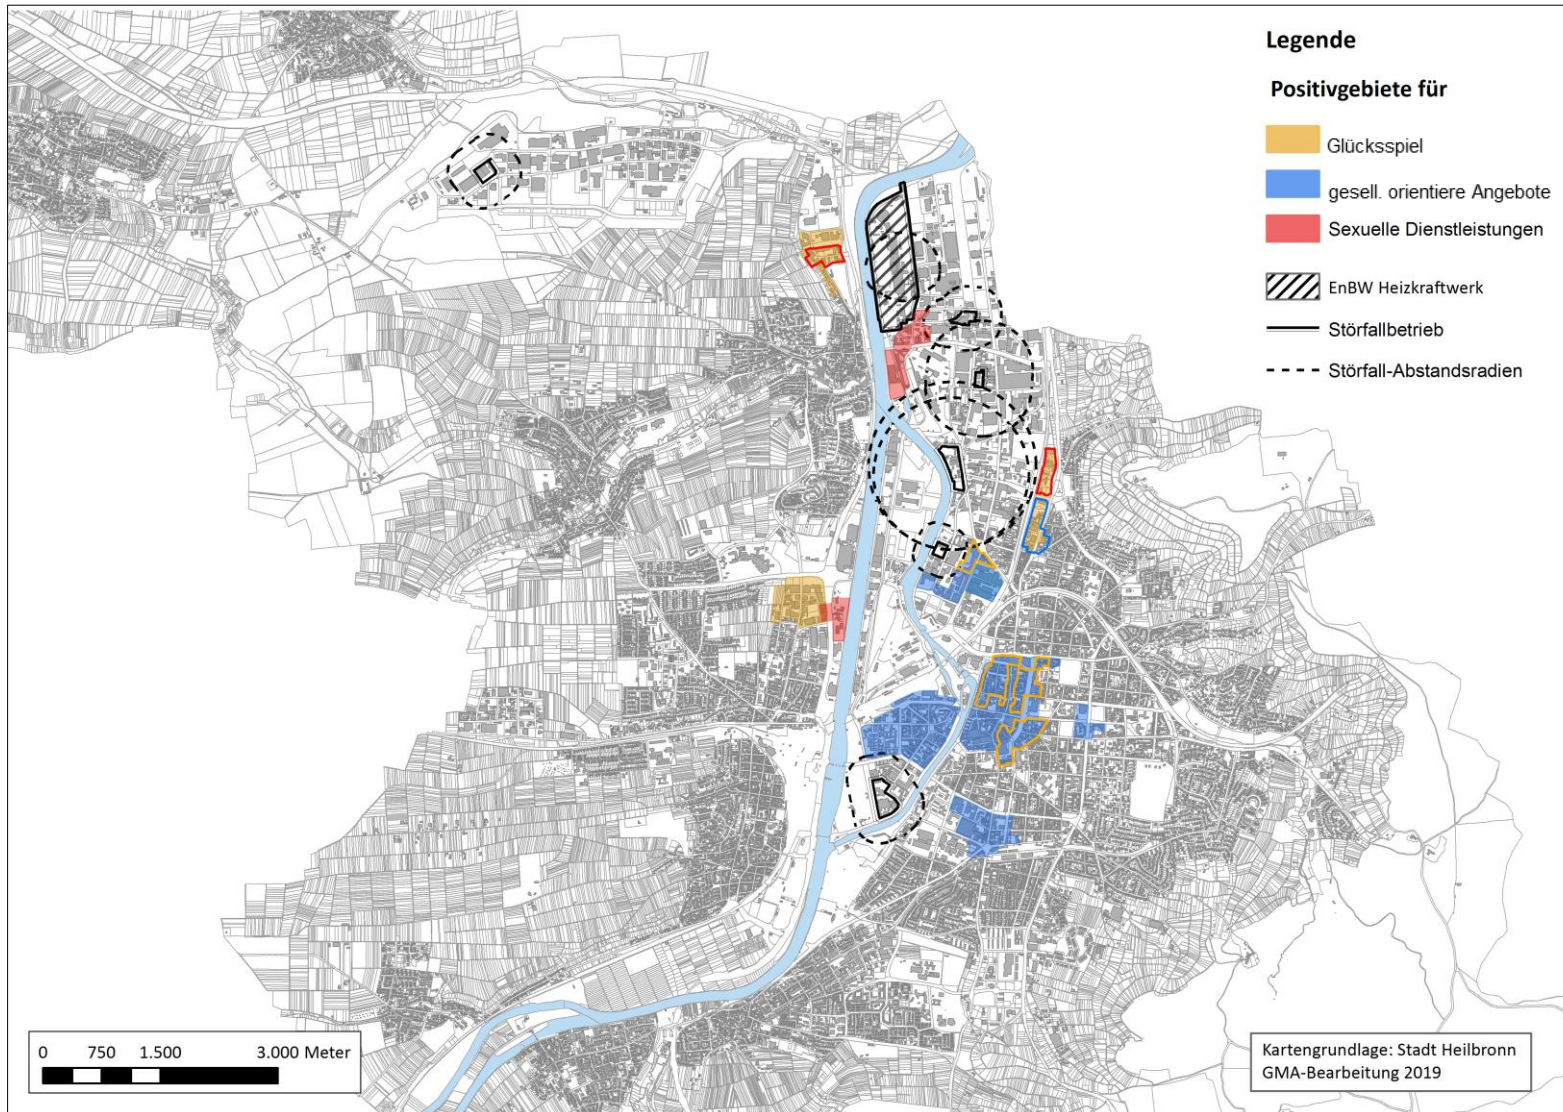 Legende
Positivgebiete für
Glücksspiel
gesell. orientiere Angebote
Sexuelle Dienstleistungen
EnBW Heizkraftwerk
Störfallbetrieb
Störfall-Abstandsradien
0 750 1.500 3.000 Meter
Kartengrundlage: Stadt Heilbronn
GMA-Bearbeitung 2019